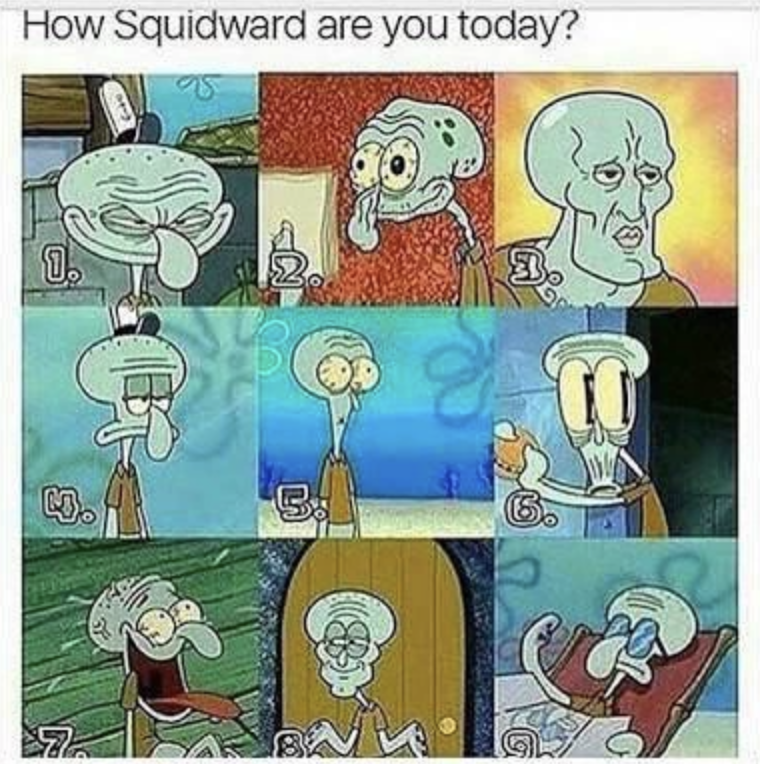 How Squidward are you today?
1. 2. 3.
4. 5. 6.
7. 8. 9.